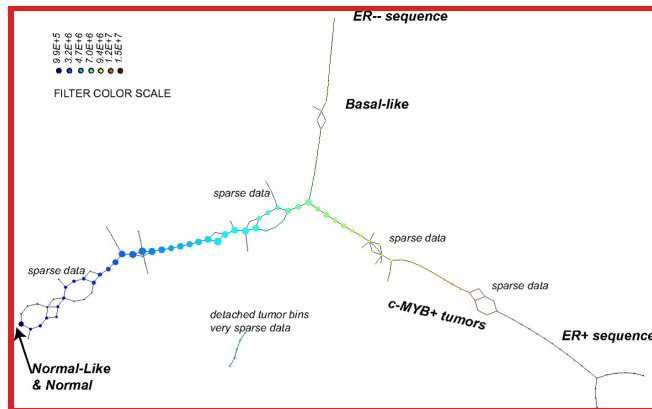 ER-- sequence
9.9E+5
3.2E+6
4.7E+6
7.0E+6
9.4E+6
1.2E+7
1.5E+7
FILTER COLOR SCALE
Basal-like
sparse data
sparse data
sparse data
sparse data
detached tumor bins
very sparse data
c-MYB+ tumors
ER+ sequence
Normal-Like
& Normal